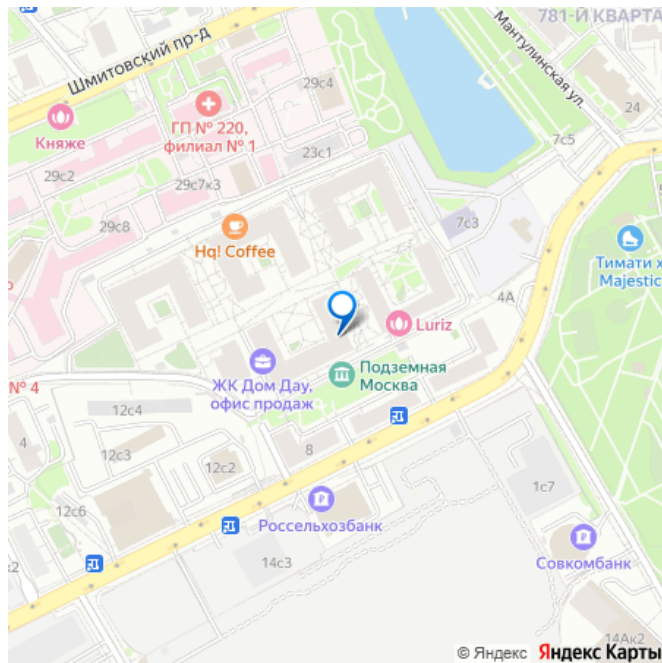 781-Й КВАРТА
Мантулинская ул.
Шмитовский пр-д
29с4
24
ГП № 220,
филиал № 1
Княже
7с5
23с1
29с2
29с7к3
29с8
7с3
Hq! Coffee
Тимати х
Majestic
о
4А
Luriz
Подземная
Москва
ЖК Дом Дау,
офис продаж
№ 4
12с4
4
8
12с3
12с2
1с7
12с6
Россельхозбанк
Совкомбанк
14с3
к2
14Ак2
© Яндекс Яндекс Карты